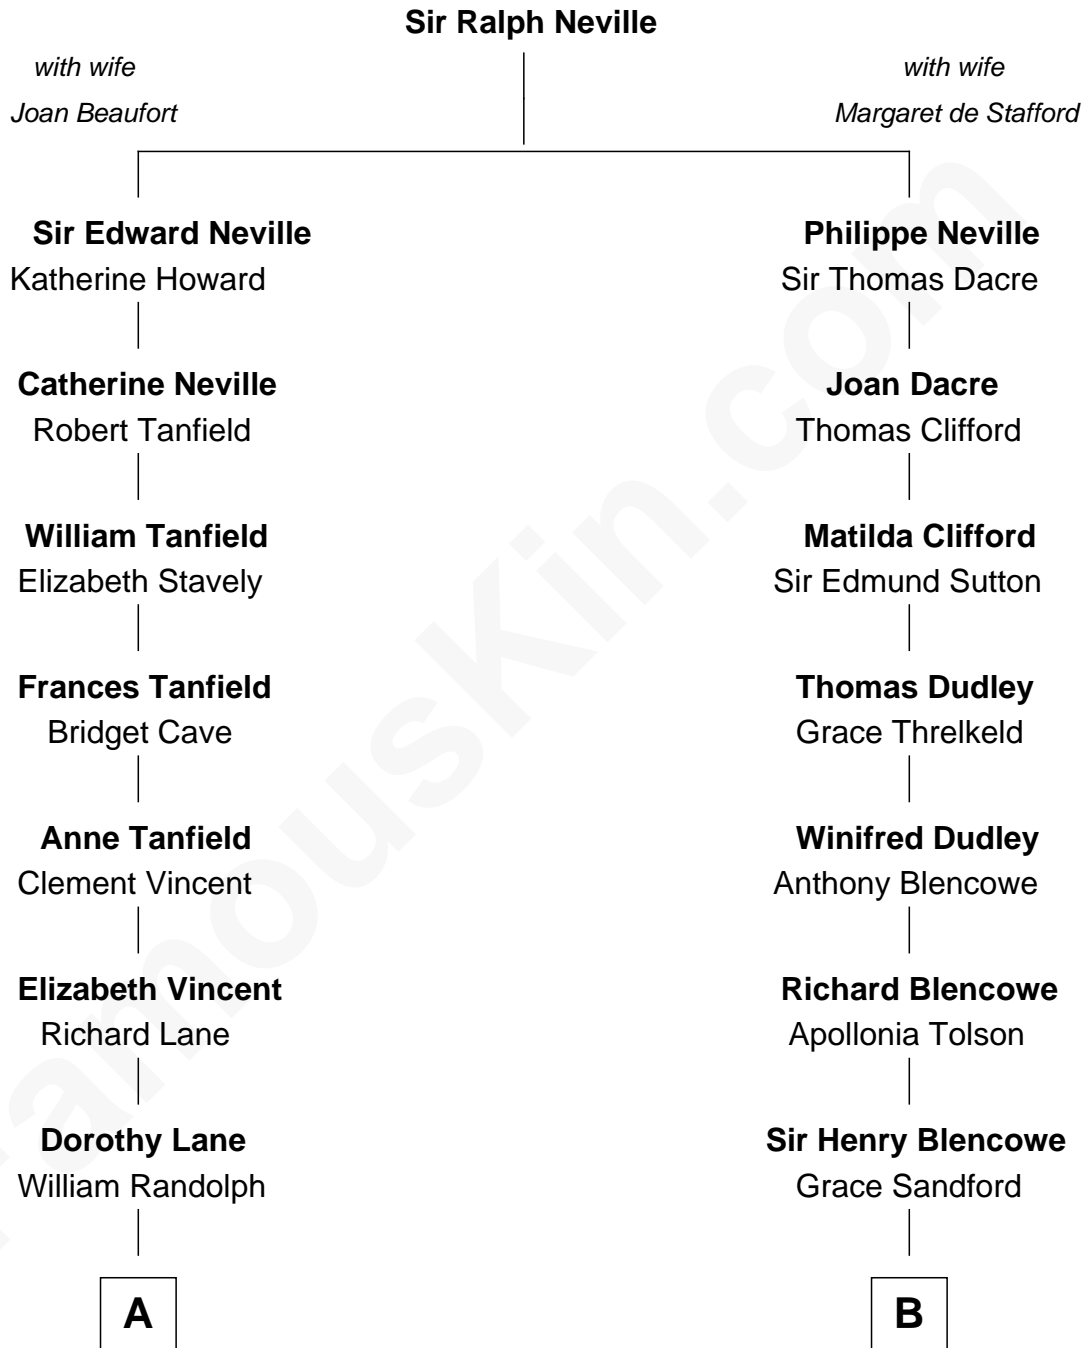 Sir Ralph Neville
with wife
Joan Beaufort
with wife
Margaret de Stafford
Sir Edward Neville
Katherine Howard
Philippe Neville
Sir Thomas Dacre
Catherine Neville
Robert Tanfield
Joan Dacre
Thomas Clifford
William Tanfield
Elizabeth Stavely
Matilda Clifford
Sir Edmund Sutton
Frances Tanfield
Bridget Cave
Thomas Dudley
Grace Threlkeld
Anne Tanfield
Clement Vincent
Winifred Dudley
Anthony Blencowe
Elizabeth Vincent
Richard Lane
Richard Blencowe
Apollonia Tolson
Dorothy Lane
William Randolph
Sir Henry Blencowe
Grace Sandford
A
B
FamousKin.com